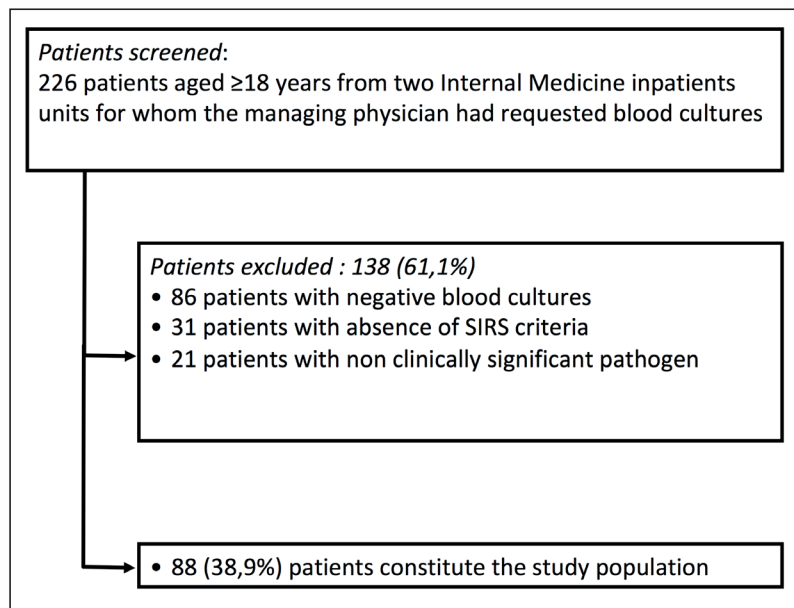 Patients screened:
226 patients aged ≥18 years from two Internal Medicine inpatients
units for whom the managing physician had requested blood cultures
Patients excluded : 138 (61,1%)
• 86 patients with negative blood cultures
• 31 patients with absence of SIRS criteria
• 21 patients with non clinically significant pathogen
• 88 (38,9%) patients constitute the study population